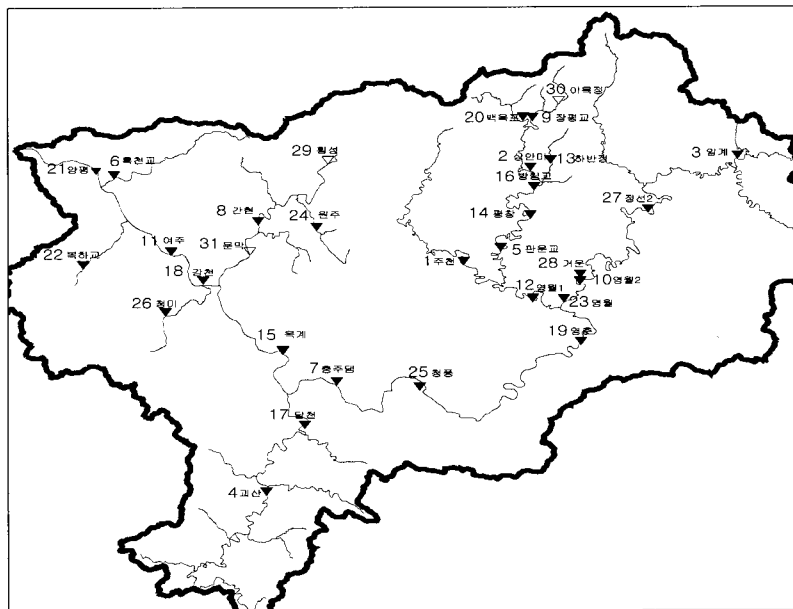 30 아욱정
20 백옥포
9 장평교
29 횡성
6 흑천교
21 양평
2 상안미
13 하반정
3 임계
16 방림교
27 정선2
8 간현
24 원주
14 평창
11 여주
31 문막
5 판운교
22 복하교
1 주천
28 거운
18 강천
10 영월2
12 영월1
23 영월
26 청미
19 영춘
15 목계
7 충주댐
25 청풍
17 달천
4 괴산